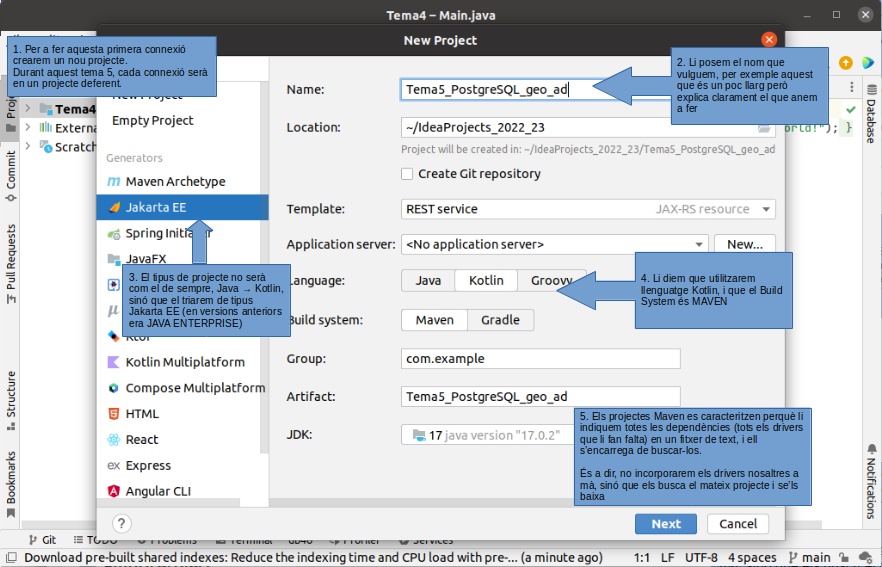 Tema4 – Main.java
New Project
1. Per a fer aquesta primera connexió
crearem un nou projecte.
Durant aquest tema 5, cada connexió serà
en un projecte deferent.
New Project
Empty Project
Generators
Maven Archetype
Jakarta EE
Spring Initializr
JavaFX
3. El tipus de projecte no serà
com el de sempre, Java → Kotlin,
sinó que el triarem de tipus
Jakarta EE (en versions anteriors
era JAVA ENTERPRISE)
Ktor
Kotlin Multiplatform
Compose Multiplatform
HTML
React
ex Express
Angular CLI
Name:
Tema5_PostgreSQL_geo_ad
2. Li posem el nom que
vulguem, per exemple aquest
que és un poc llarg però
explica clarament el que anem
a fer
Location:
~/IdeaProjects_2022_23
Project will be created in: ~/IdeaProjects_2022_23/Tema5_PostgreSQL_geo_ad
Create Git repository
Template:
REST service
JAX-RS resource
Application server:
<No application server>
New...
Language:
Java
Kotlin
Groovy
4. Li diem que utilitzarem
llenguatge Kotlin, i que el Build
System és MAVEN
Build system:
Maven
Gradle
Group:
com.example
Artifact:
Tema5_PostgreSQL_geo_ad
JDK:
17 java version "17.0.2"
5. Els projectes Maven es caracteritzen perquè li
indiquem totes les dependències (tots els drivers
que li fan falta) en un fitxer de text, i ell
s'encarrega de buscar-los.
És a dir, no incorporarem els drivers nosaltres a
mà, sinó que els busca el mateix projecte i se'ls
baixa
?
Next
Cancel
Tema4
Externa
Scratch
orld!"); }
Commit
Pull Requests
Structure
Bookmarks
Database
Notifications
Git
TODO
Problems
Terminal
Profiler
Services
Download pre-built shared indexes: Reduce the indexing time and CPU load with pre-... (a minute ago)
1:1
LF
UTF-8
4 spaces
main